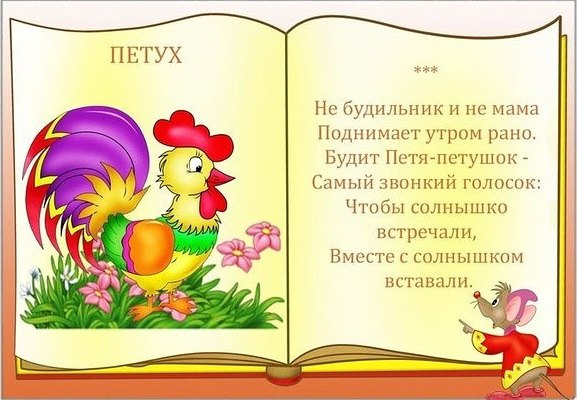 ПЕТУХ
***
Не будильник и не мама
Поднимает утром рано.
Будит Петя-петушок -
Самый звонкий голосок:
Чтобы солнышко
встречали,
Вместе с солнышком
вставали.